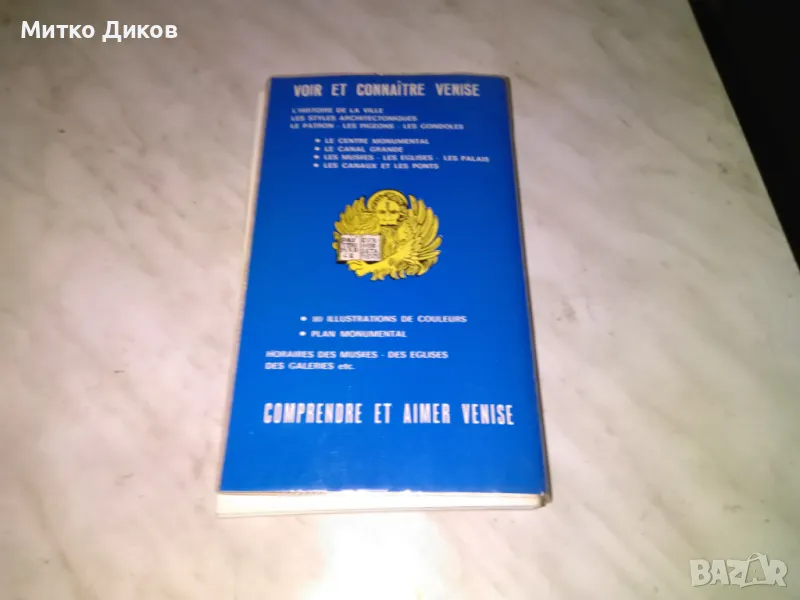 Митко Диков
VOIR ET CONNAÎTRE VENISE
L'HISTOIRE DE LA VILLE
LES STYLES ARCHITECTONIQUES
LE PATRON - LES PIGEONS - LES GONDOLES
• LE CENTRE MONUMENTAL
• LE CANAL GRANDE
• LES MUSEES - LES EGLISES - LES PALAIS
• LES CANAUX ET LES PONTS
• ILLUSTRATIONS DE COULEURS
• PLAN MONUMENTAL
HORAIRES DES MUSEES - DES EGLISES
DES GALERIES etc.
COMPRENDRE ET AIMER VENISE
BAZAR